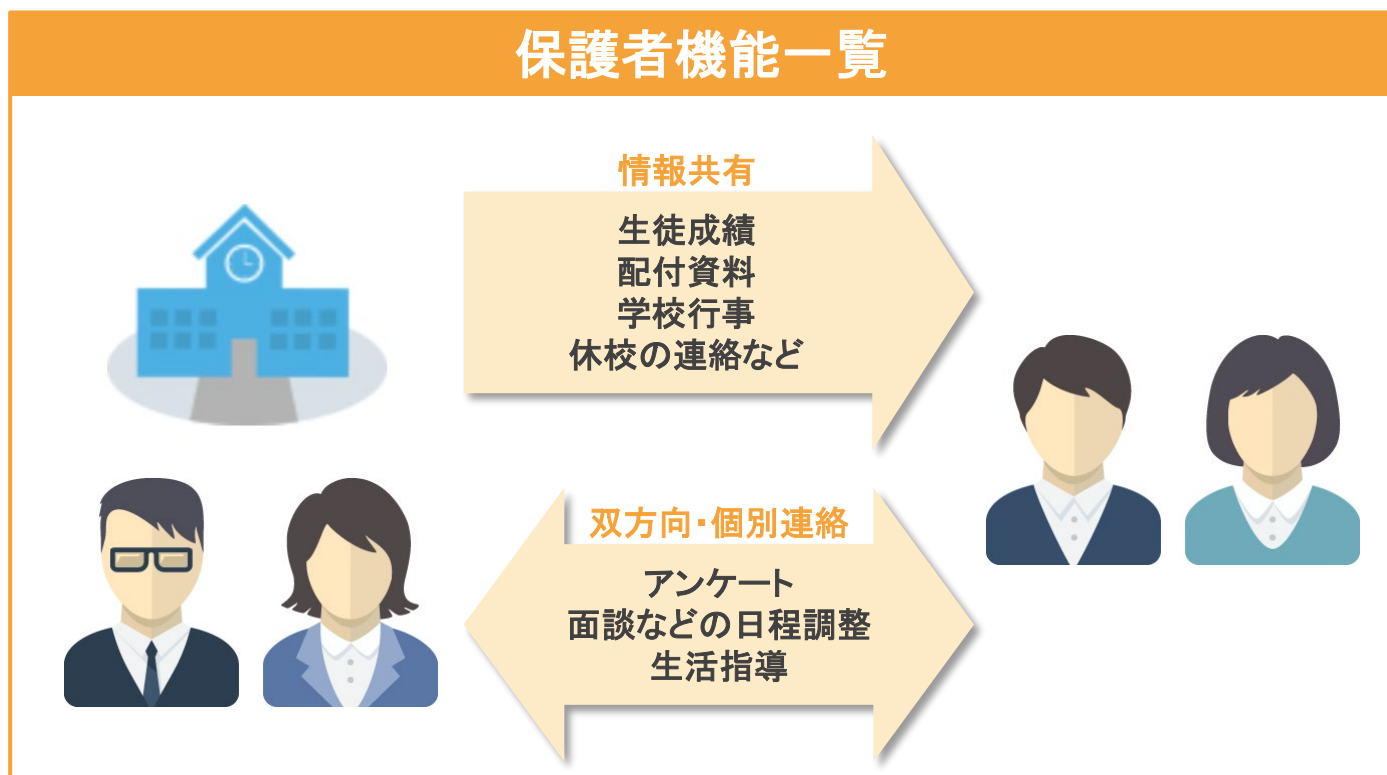 保護者機能一覧
情報共有
生徒成績
配付資料
学校行事
休校の連絡など
双方向・個別連絡
アンケート
面談などの日程調整
生活指導